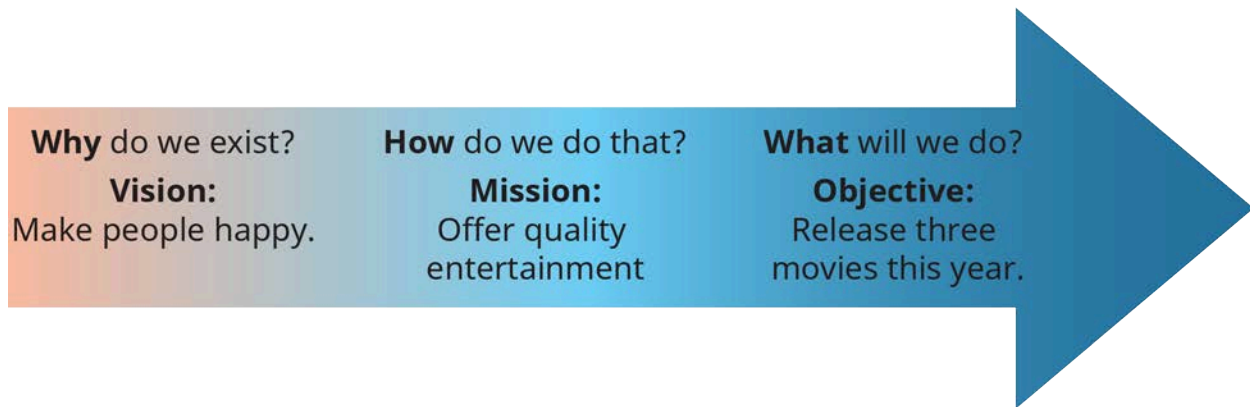 Why do we exist?
Vision:
Make people happy.
How do we do that?
Mission:
Offer quality
entertainment
What will we do?
Objective:
Release three
movies this year.